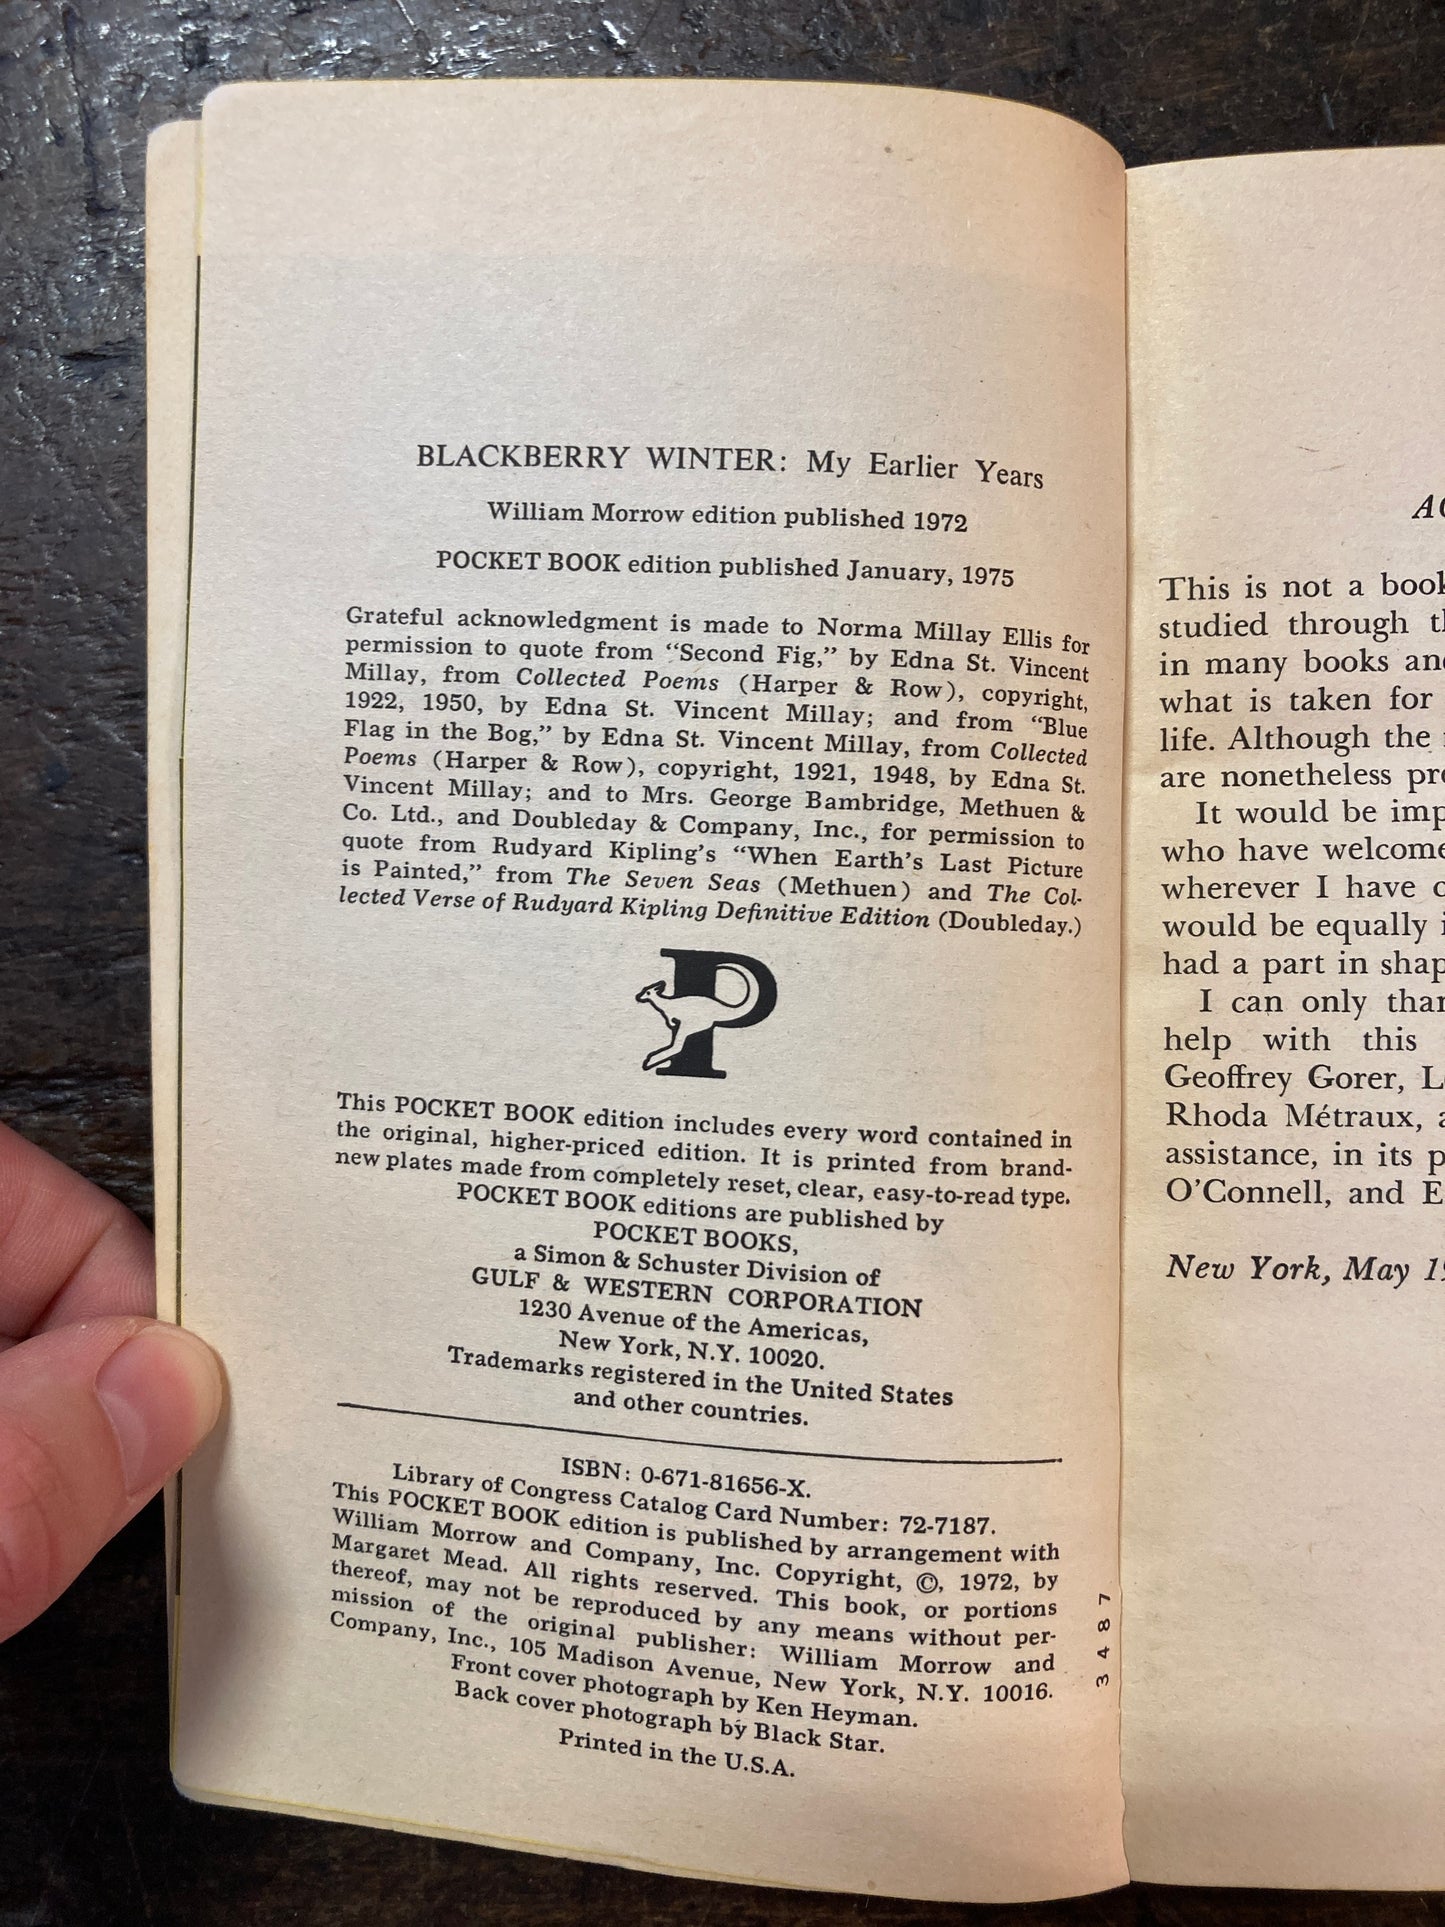 BLACKBERRY WINTER: My Earlier Years
William Morrow edition published 1972
POCKET BOOK edition published January, 1975
Grateful acknowledgment is made to Norma Millay Ellis for
permission to quote from “Second Fig,” by Edna St. Vincent
Millay, from Collected Poems (Harper & Row), copyright,
1922, 1950, by Edna St. Vincent Millay; and from “Blue
Flag in the Bog,” by Edna St. Vincent Millay, from Collected
Poems (Harper & Row), copyright, 1921, 1948, by Edna St.
Vincent Millay; and to Mrs. George Bambridge, Methuen &
Co. Ltd., and Doubleday & Company, Inc., for permission to
quote from Rudyard Kipling’s “When Earth’s Last Picture
is Painted,” from The Seven Seas (Methuen) and The Col-
lected Verse of Rudyard Kipling Definitive Edition (Doubleday.)
P
This POCKET BOOK edition includes every word contained in
the original, higher-priced edition. It is printed from brand-
new plates made from completely reset, clear, easy-to-read type.
POCKET BOOK editions are published by
POCKET BOOKS,
a Simon & Schuster Division of
GULF & WESTERN CORPORATION
1230 Avenue of the Americas,
New York, N.Y. 10020.
Trademarks registered in the United States
and other countries.
ISBN: 0-671-81656-X.
Library of Congress Catalog Card Number: 72-7187.
This POCKET BOOK edition is published by arrangement with
William Morrow and Company, Inc. Copyright, ©, 1972, by
Margaret Mead. All rights reserved. This book, or portions
thereof, may not be reproduced by any means without per-
mission of the original publisher: William Morrow and
Company, Inc., 105 Madison Avenue, New York, N.Y. 10016.
Front cover photograph by Ken Heyman.
Back cover photograph by Black Star.
Printed in the U.S.A.
3487
This is not a book
studied through
in many books
what is taken for
life. Although the
are nonetheless
It would be
who have
wherever I have
would be equally
had a part in
I can only
help with this
Geoffrey Gorer,
Rhoda Métraux,
assistance, in its
O’Connell, and
New York, May